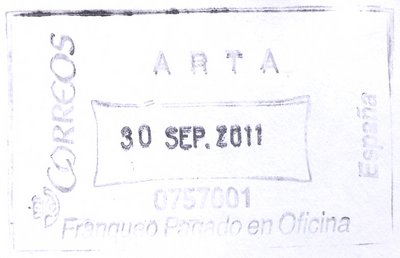 CORREOS
ARTA
30 SEP. 2011
0757001
Franqueo Pagado en Oficina
España